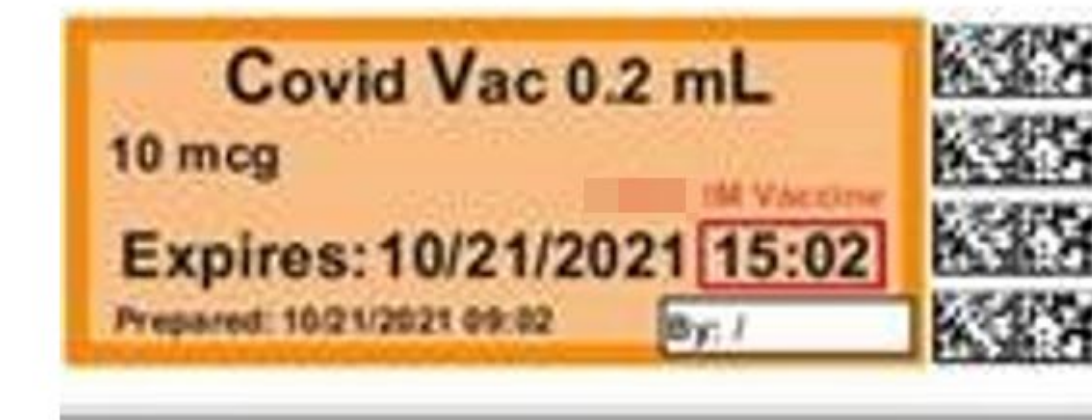 Covid Vac 0.2 mL
10 mcg
IM Vaccine
Expires: 10/21/2021 15:02
Prepared: 10/21/2021 09:02
By: /